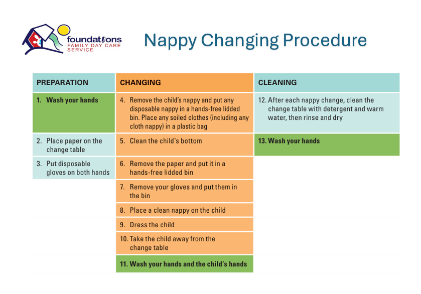 foundations
FAMILY DAY CARE
SERVICE
Nappy Changing Procedure
PREPARATION
1. Wash your hands
2. Place paper on the
change table
3. Put disposable
gloves on both hands
CHANGING
4. Remove the child's nappy and put any
disposable nappy in a hands-free lidded
bin. Place any soiled clothes (including any
cloth nappy) in a plastic bag
5. Clean the child's bottom
6. Remove the paper and put it in a
hands-free lidded bin
7. Remove your gloves and put them in
the bin
8. Place a clean nappy on the child
9. Dress the child
10. Take the child away from the
change table
11. Wash your hands and the child's hands
CLEANING
12. After each nappy change, clean the
change table with detergent and warm
water, then rinse and dry
13. Wash your hands